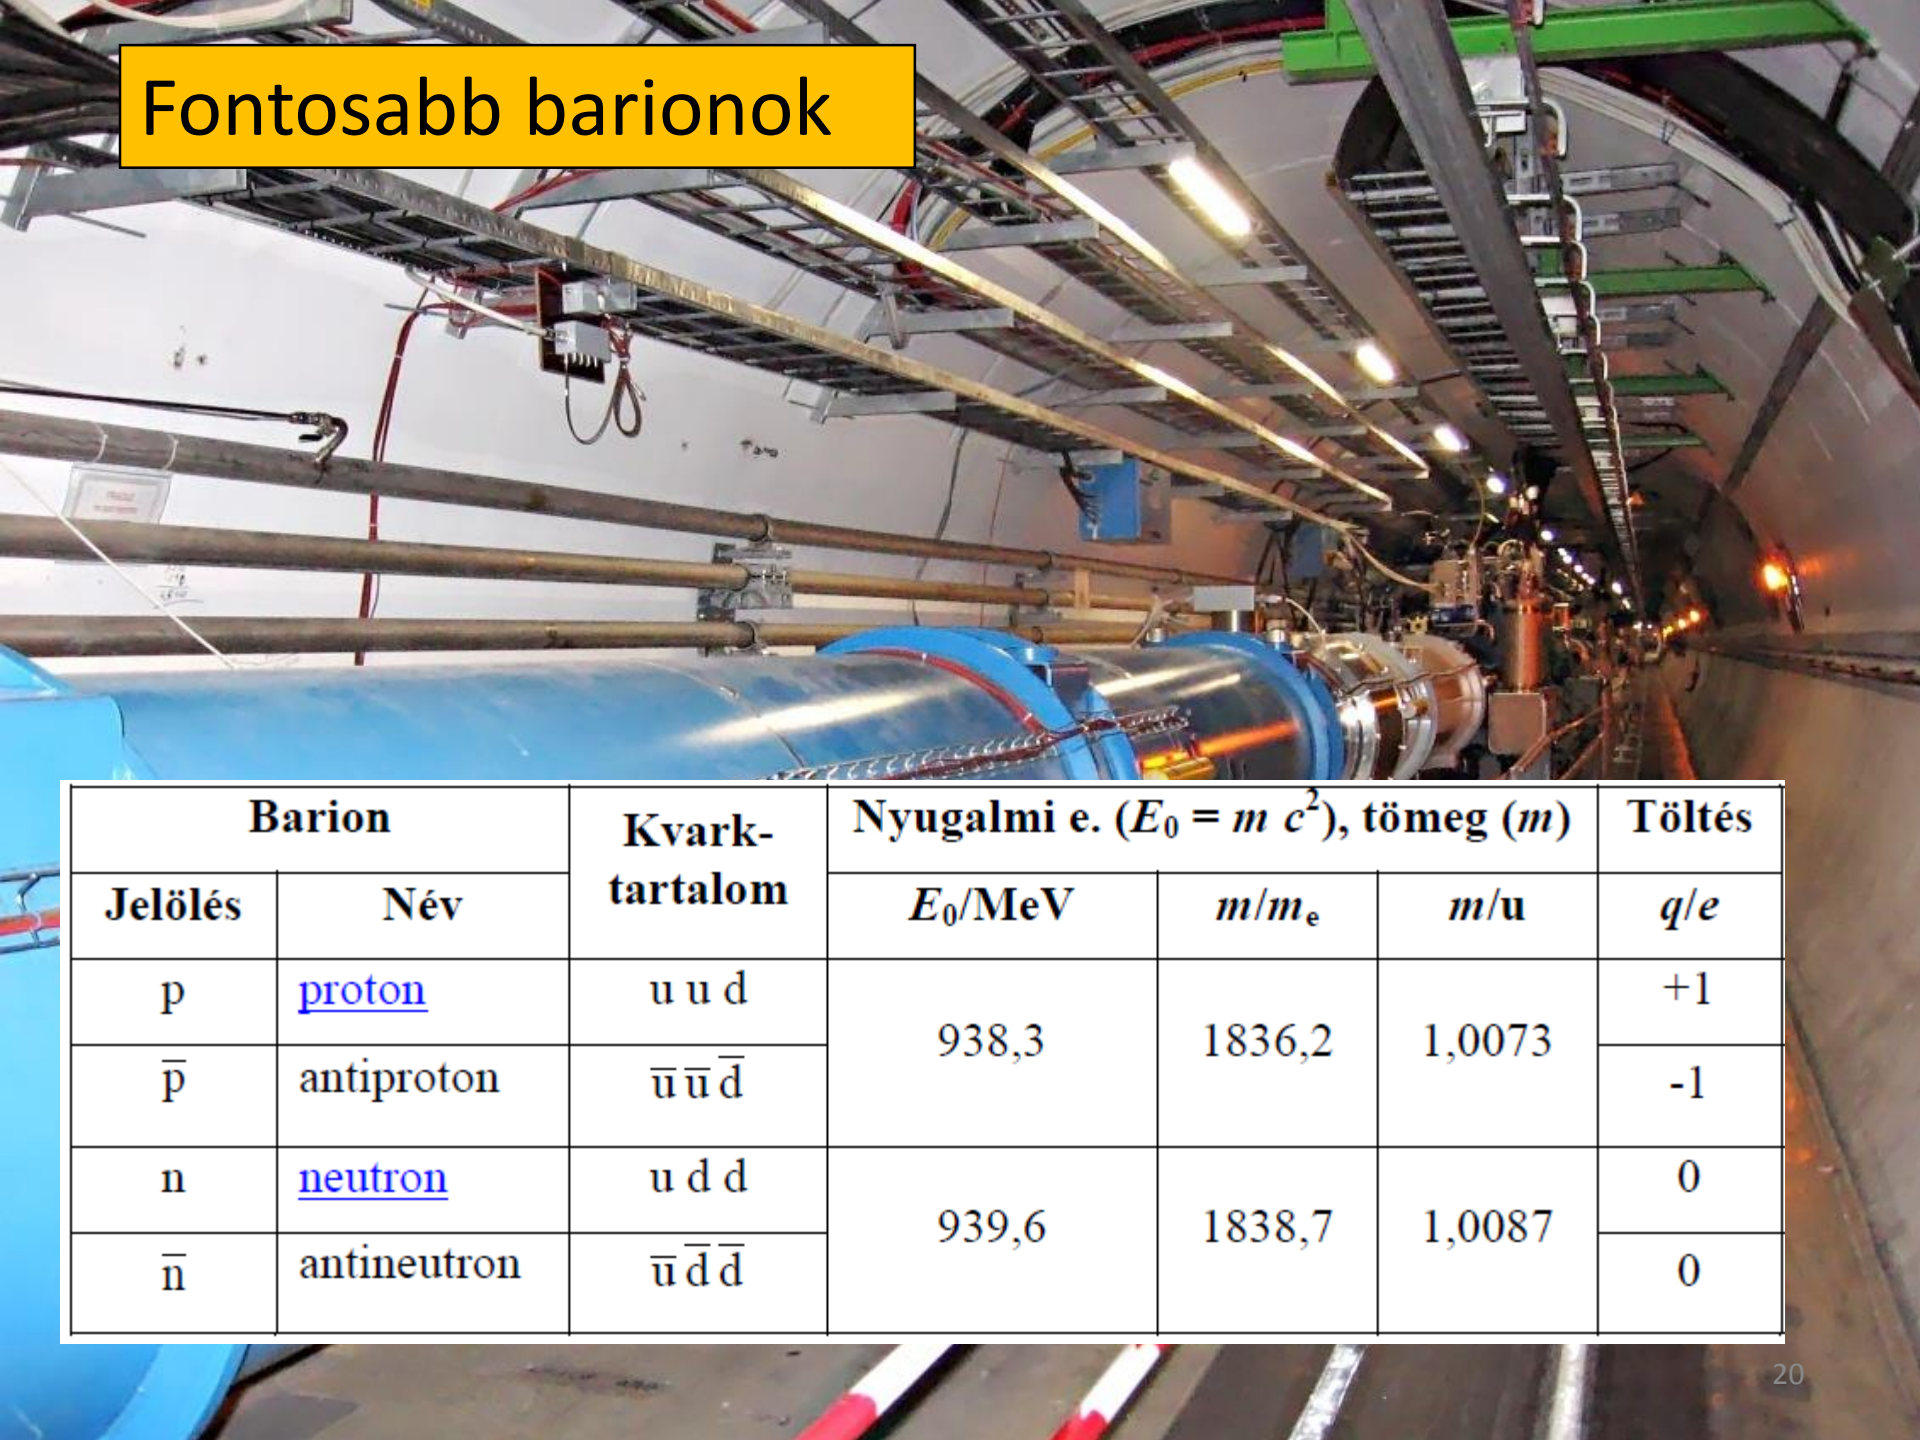 Fontosabb barionok
Barion | Kvark-tartalom | Nyugalmi e. (E₀ = m c²), tömeg (m) | Töltés
Jelölés | Név | E₀/MeV | m/mₑ | m/u | q/e
p | proton | u u d | 938,3 | 1836,2 | 1,0073 | +1
p̅ | antiproton | u̅ u̅ d̅ | -1
n | neutron | u d d | 939,6 | 1838,7 | 1,0087 | 0
n̅ | antineutron | u̅ d̅ d̅ | 0
20